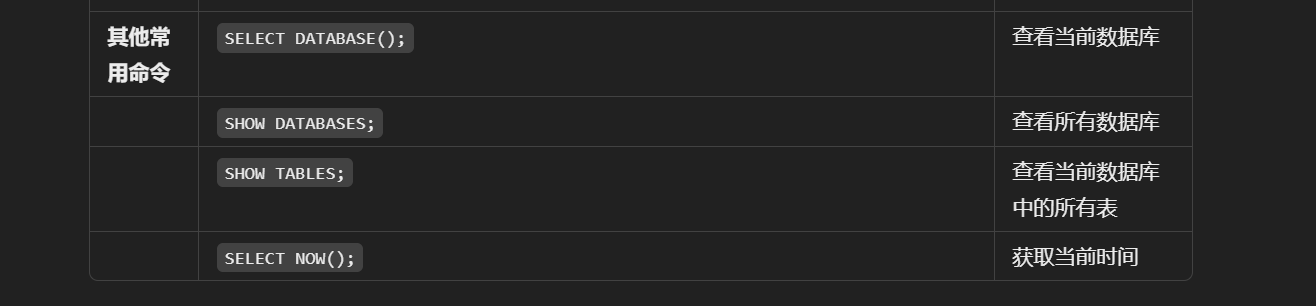 其他常 SELECT DATABASE(); 查看当前数据库
用命令
SHOW DATABASES; 查看所有数据库
SHOW TABLES; 查看当前数据库
中的所有表
SELECT NOW(); 获取当前时间